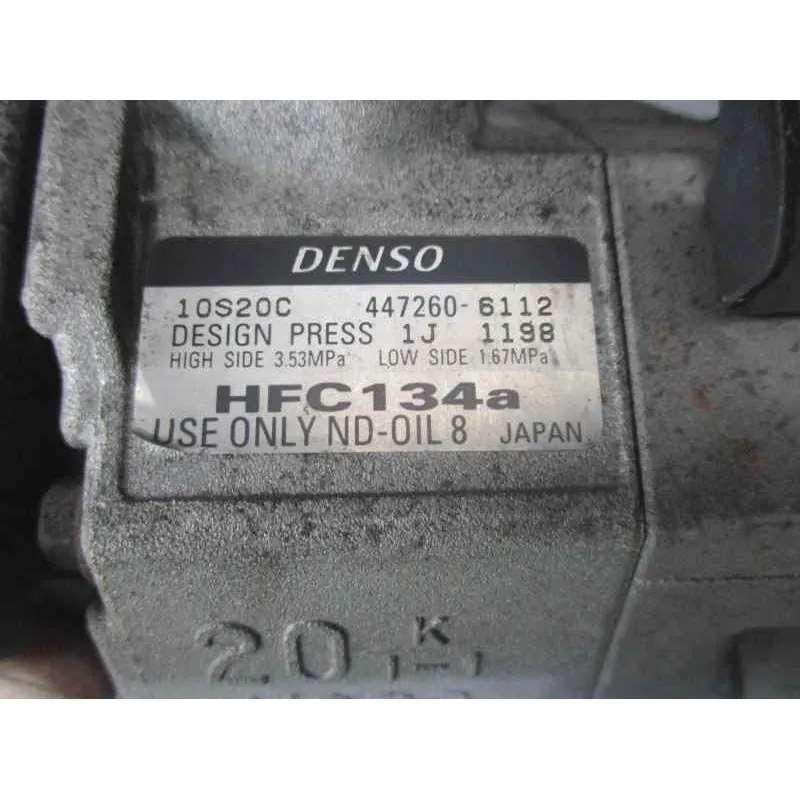 DENSO
10S20C 447260-6112
DESIGN PRESS 1J 1198
HIGH SIDE 3.53MPa LOW SIDE 1.67MPa
HFC134a
USE ONLY ND-OIL 8 JAPAN
K
20